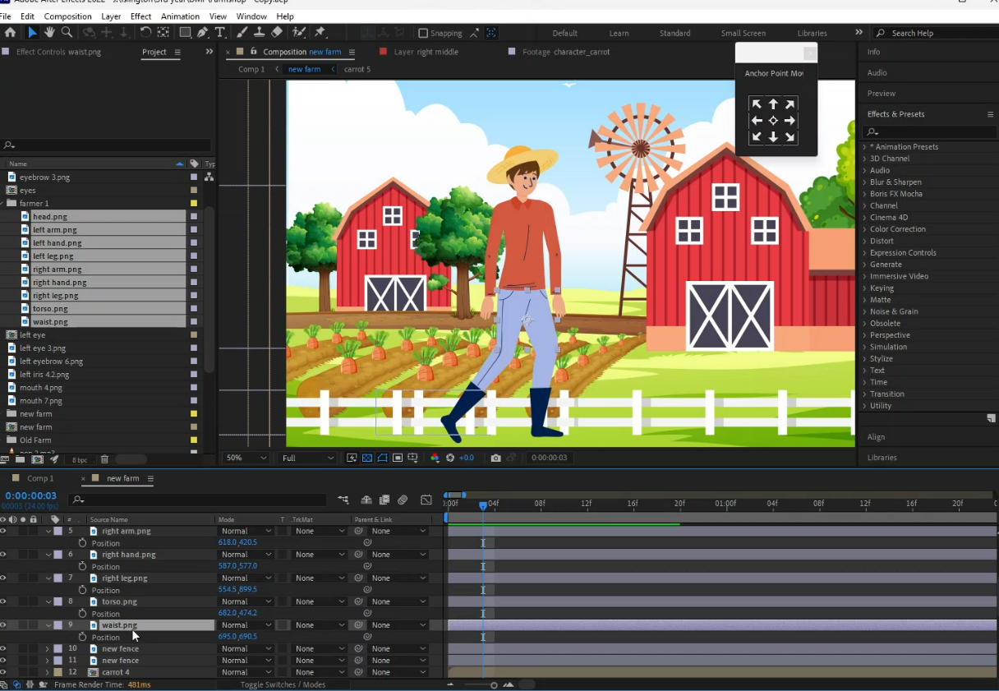 File Edit Composition Layer Effect Animation View Window Help
Snapping Default Learn Standard Small Screen Libraries Search Help
Effect Controls waist.png Project
Composition new farm Layer right middle Footage character_carrot
Comp 1 new farm carrot 5
Anchor Point Mov
Info
Audio
Preview
Effects & Presets
* Animation Presets
3D Channel
Audio
Blur & Sharpen
Boris FX Mocha
Channel
Cinema 4D
Color Correction
Distort
Expression Controls
Generate
Immersive Video
Keying
Matte
Noise & Grain
Obsolete
Perspective
Simulation
Stylize
Text
Time
Transition
Utility
Align
Libraries
Name Typ
eyebrow 3.png
eyes
farmer 1
head.png
left arm.png
left hand.png
left leg.png
right arm.png
right hand.png
right leg.png
torso.png
waist.png
left eye
left eye 3.png
left eyebrow 6.png
left iris 4.2.png
mouth 4.png
mouth 7.png
new farm
new farm
Old Farm
8 bpc
50% Full +0.0 0:00:00:03
Comp 1 new farm
0:00:00:03
00003 (24.00 fps)
# Source Name Mode T .TrkMat Parent & Link
:00f 04f 08f 12f 16f 20f 01:00f 04f 08f 12f 16f 20f
5 right arm.png Normal None None
Position 618.0,420.5
6 right hand.png Normal None None
Position 587.0,577.0
7 right leg.png Normal None None
Position 554.5,899.5
8 torso.png Normal None None
Position 682.0,474.2
9 waist.png Normal None None
Position 695.0,690.5
10 new fence Normal None None
11 new fence Normal None None
12 carrot 4 Normal None None
Frame Render Time: 481ms Toggle Switches / Modes